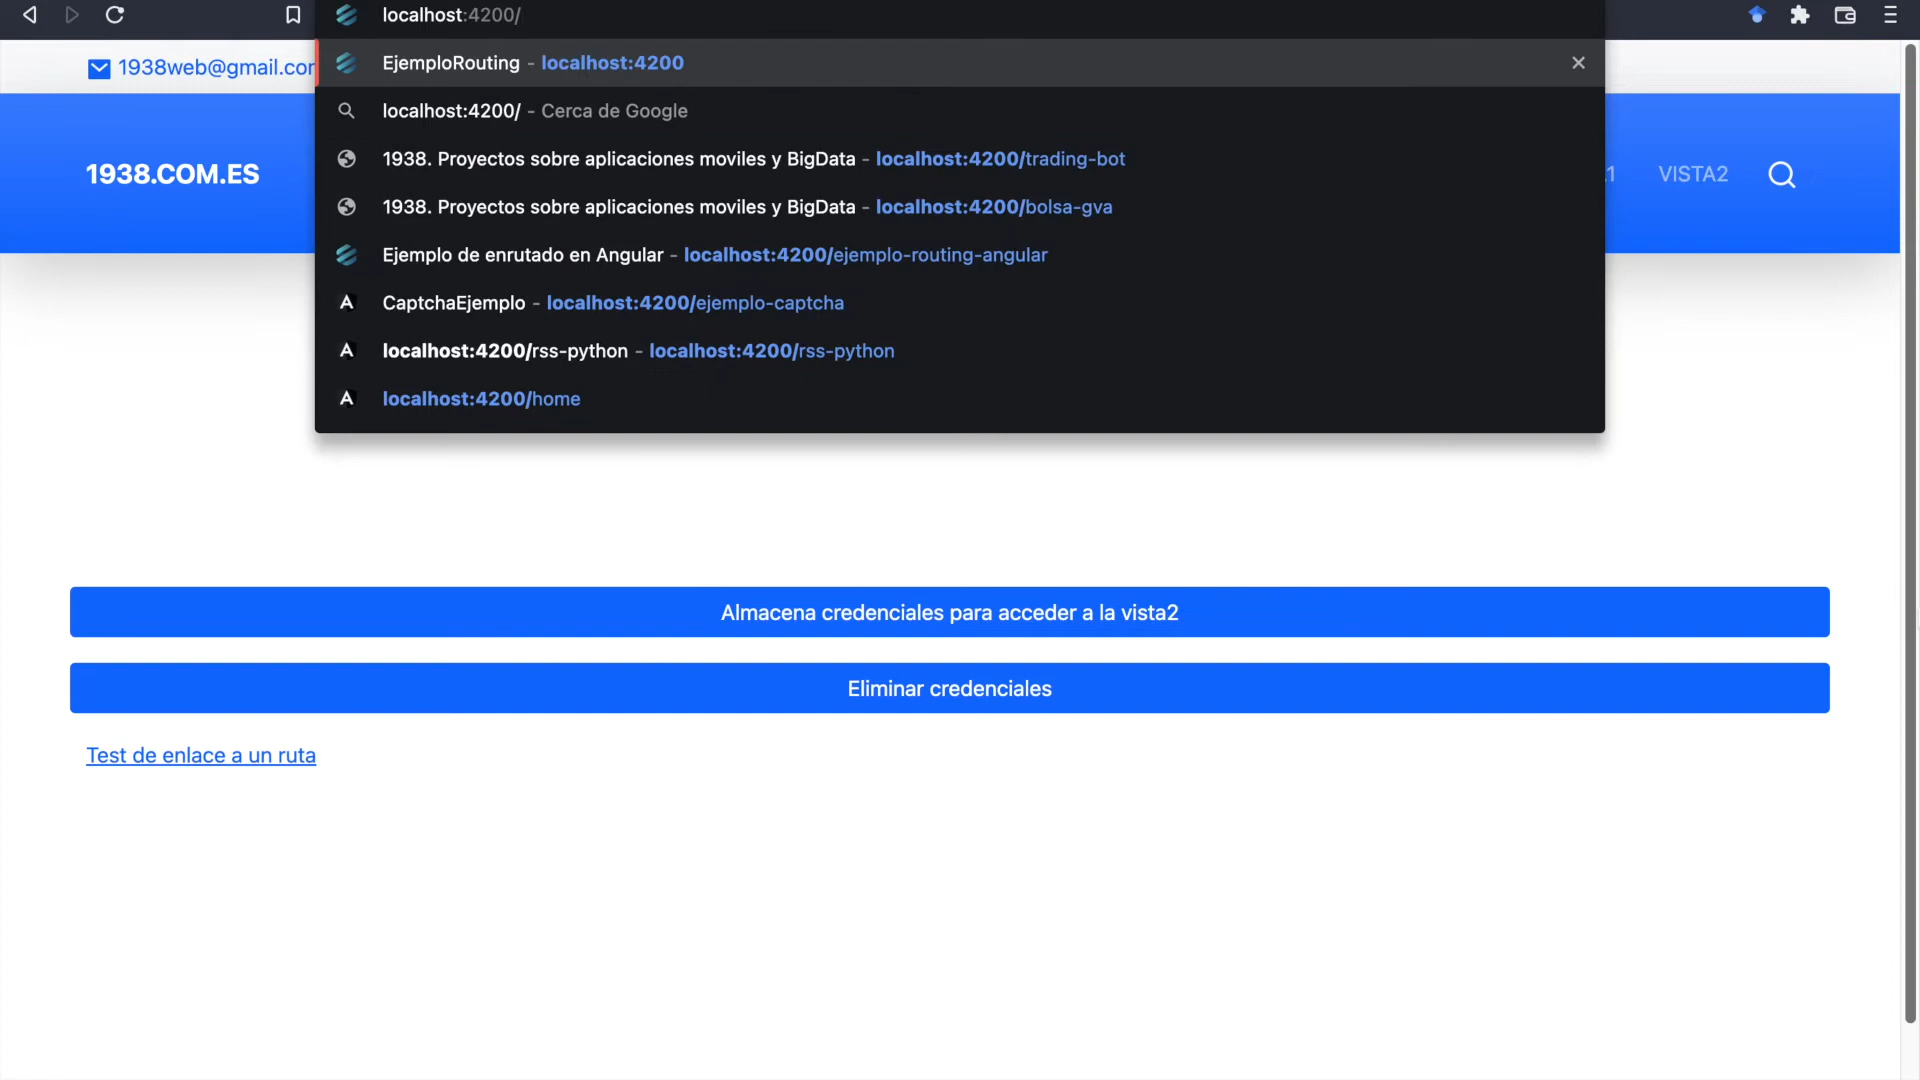 localhost:4200/
EjemploRouting - localhost:4200
1938web@gmail.com
localhost:4200/ - Cerca de Google
1938. Proyectos sobre aplicaciones moviles y BigData - localhost:4200/trading-bot
1938.COM.ES
1 VISTA2
1938. Proyectos sobre aplicaciones moviles y BigData - localhost:4200/bolsa-gva
Ejemplo de enrutado en Angular - localhost:4200/ejemplo-routing-angular
CaptchaEjemplo - localhost:4200/ejemplo-captcha
localhost:4200/rss-python - localhost:4200/rss-python
localhost:4200/home
Almacena credenciales para acceder a la vista2
Eliminar credenciales
Test de enlace a un ruta